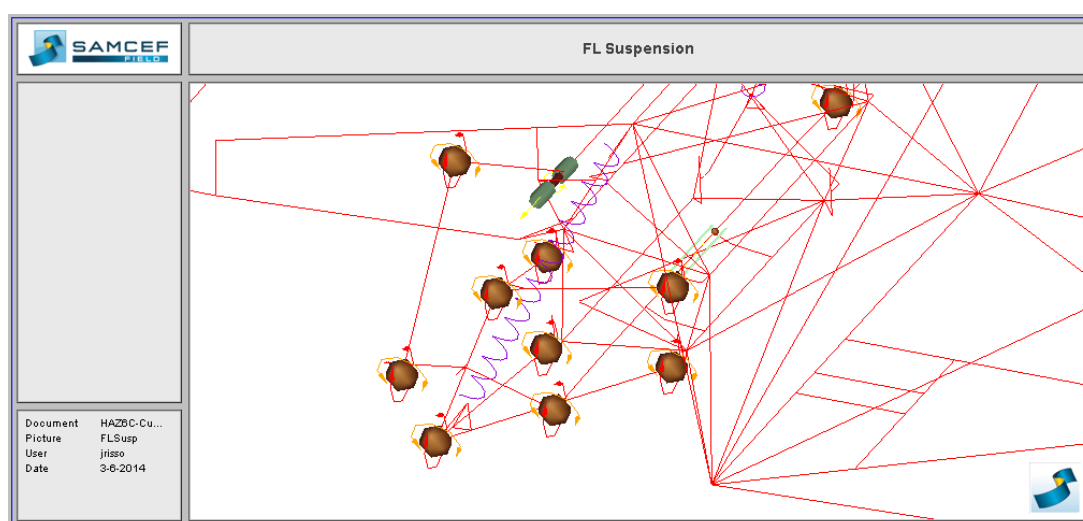 SAMCEF
FIELD
FL Suspension
Document HAZ6C-Cu...
Picture FLSusp
User jrisso
Date 3-6-2014